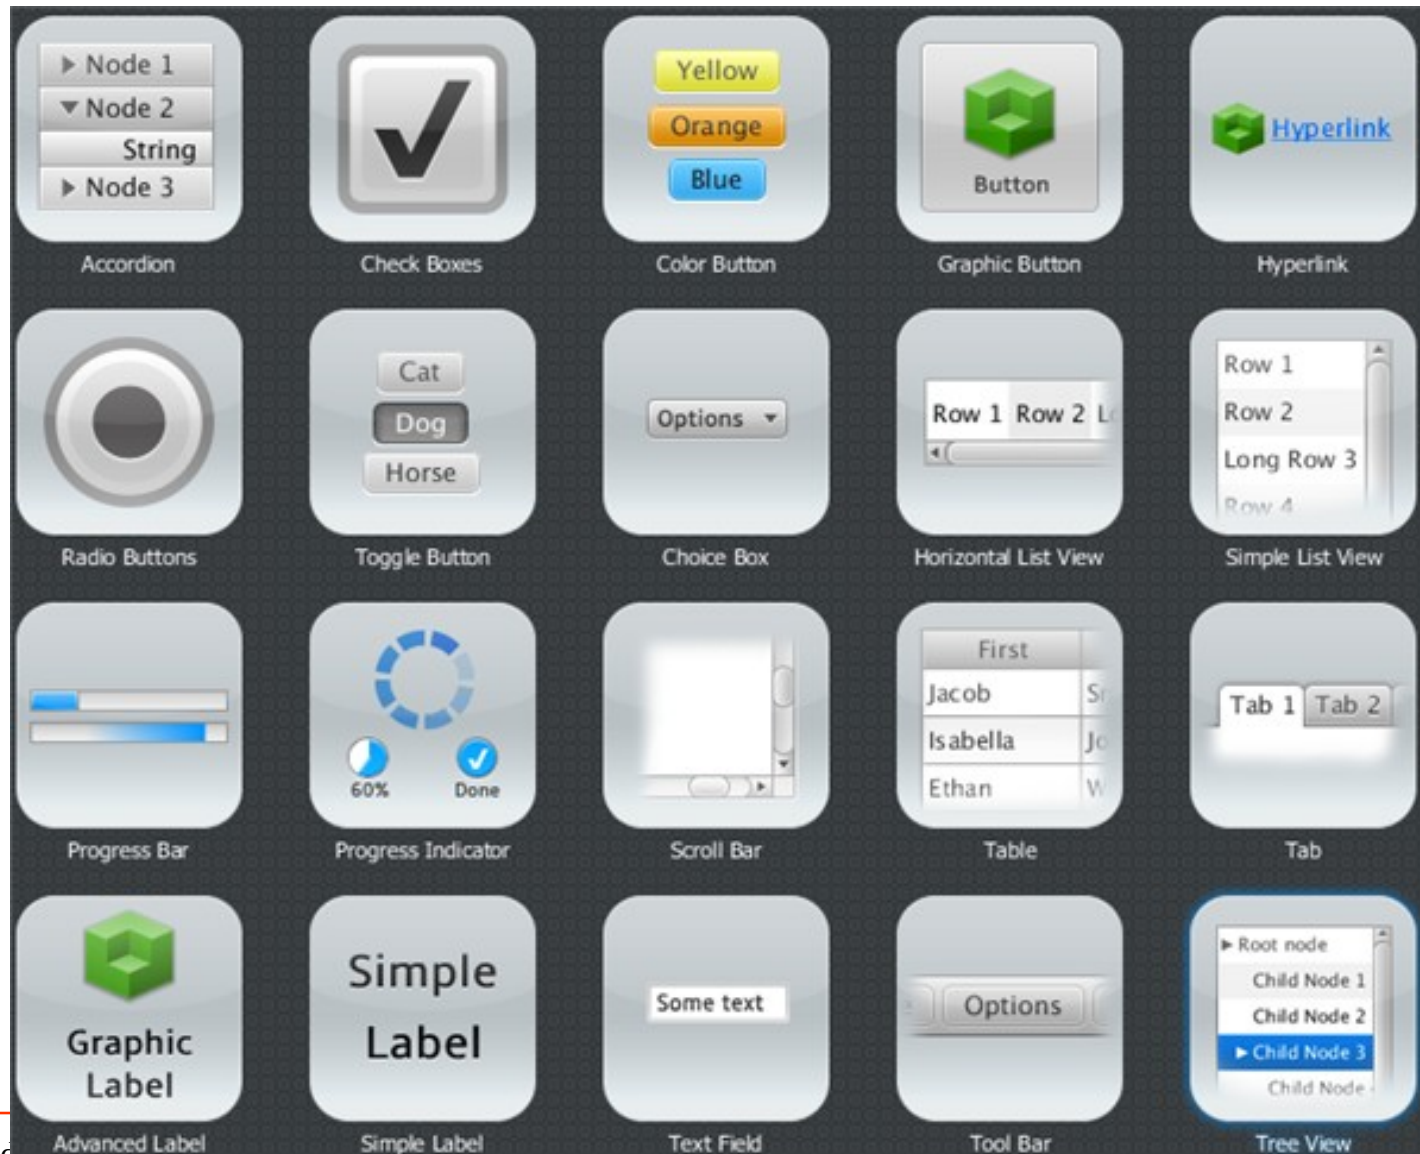 Node 1
Node 2
String
Node 3
Accordion
Check Boxes
Yellow
Orange
Blue
Color Button
Button
Graphic Button
Hyperlink
Hyperlink
Radio Buttons
Cat
Dog
Horse
Toggle Button
Options
Choice Box
Row 1 Row 2
Horizontal List View
Row 1
Row 2
Long Row 3
Row 4
Simple List View
Progress Bar
60% Done
Progress Indicator
Scroll Bar
First
Jacob
Isabella
Ethan
Table
Tab 1 Tab 2
Tab
Graphic
Label
Advanced Label
Simple
Label
Simple Label
Some text
Text Field
Options
Tool Bar
Root node
Child Node 1
Child Node 2
Child Node 3
Child Node
Tree View